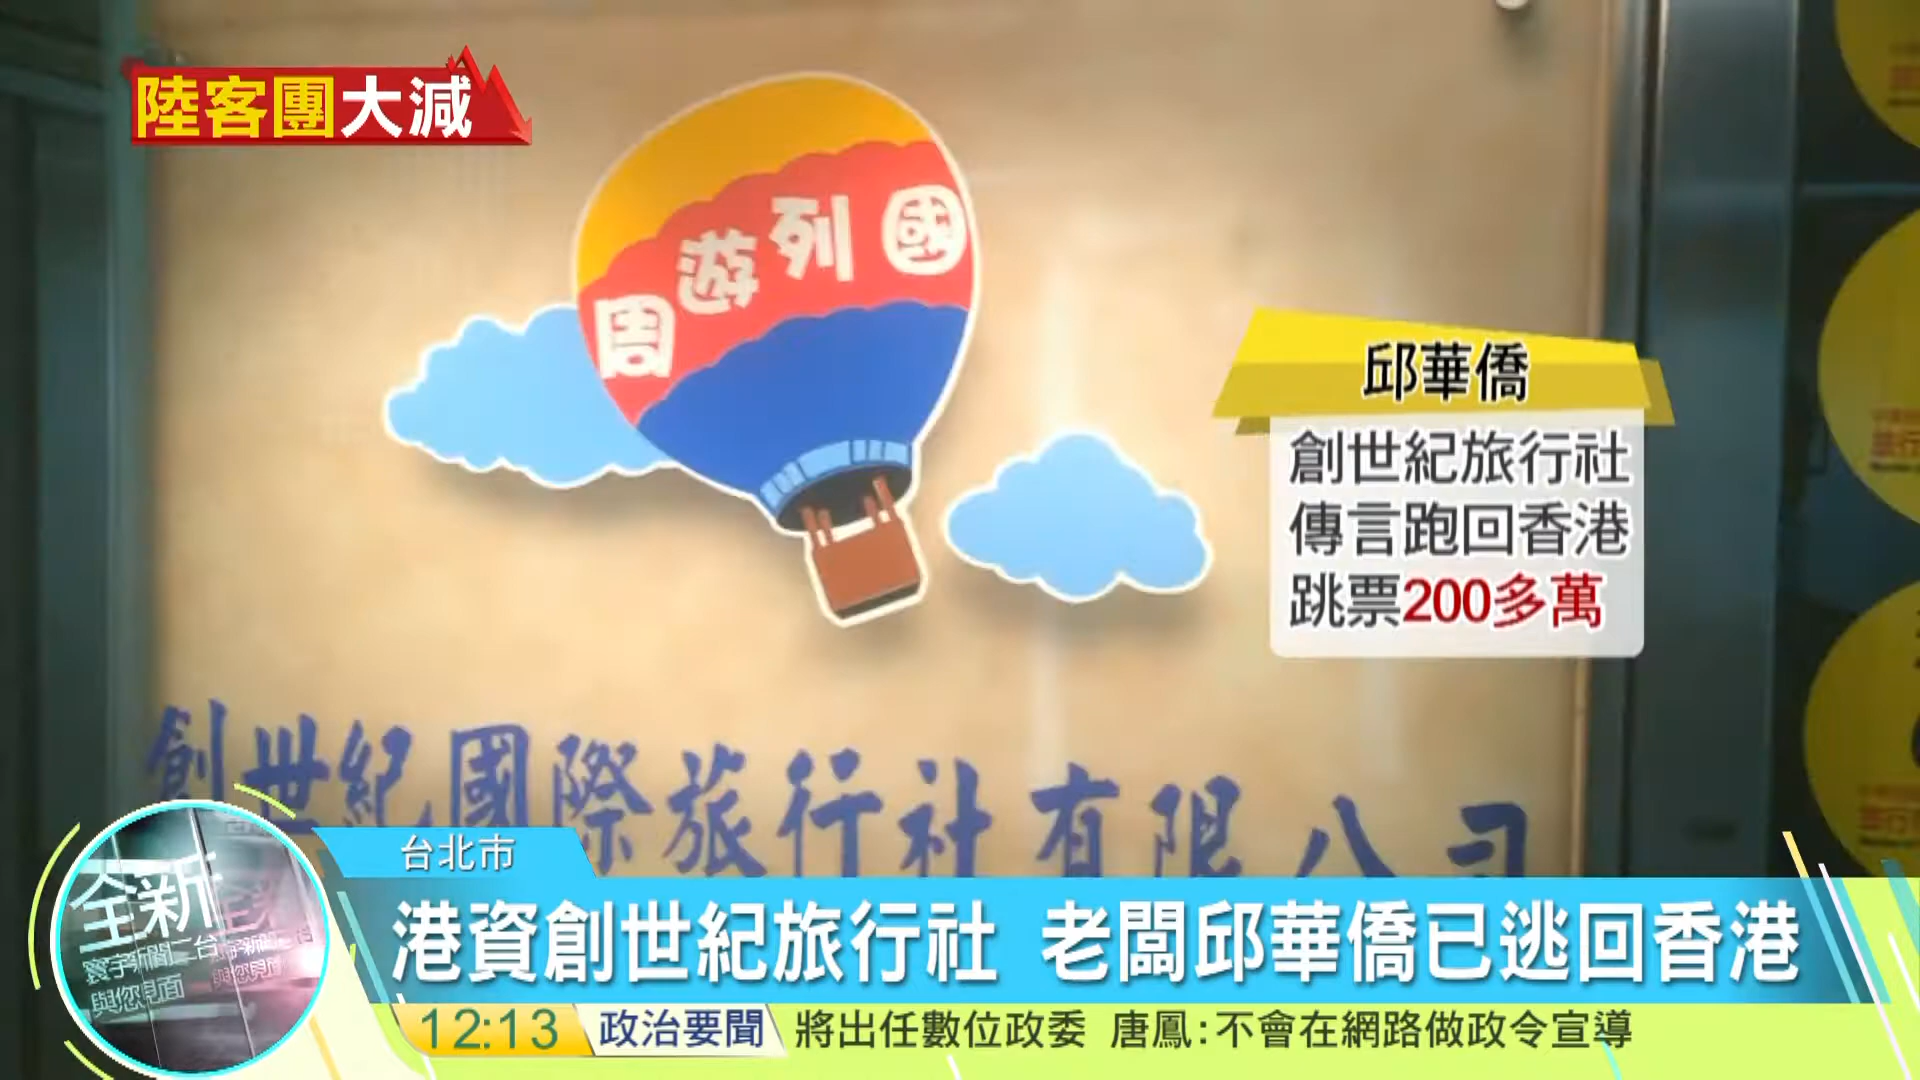 陸客團大減
周遊列國
邱華僑
創世紀旅行社
傳言跑回香港
跳票200多萬
創世紀國際旅行社有限公司
台北市
港資創世紀旅行社 老闆邱華僑已逃回香港
全新
寰宇新聞二台
與您見面
12:13 政治要聞 將出任數位政委 唐鳳:不會在網路做政令宣導